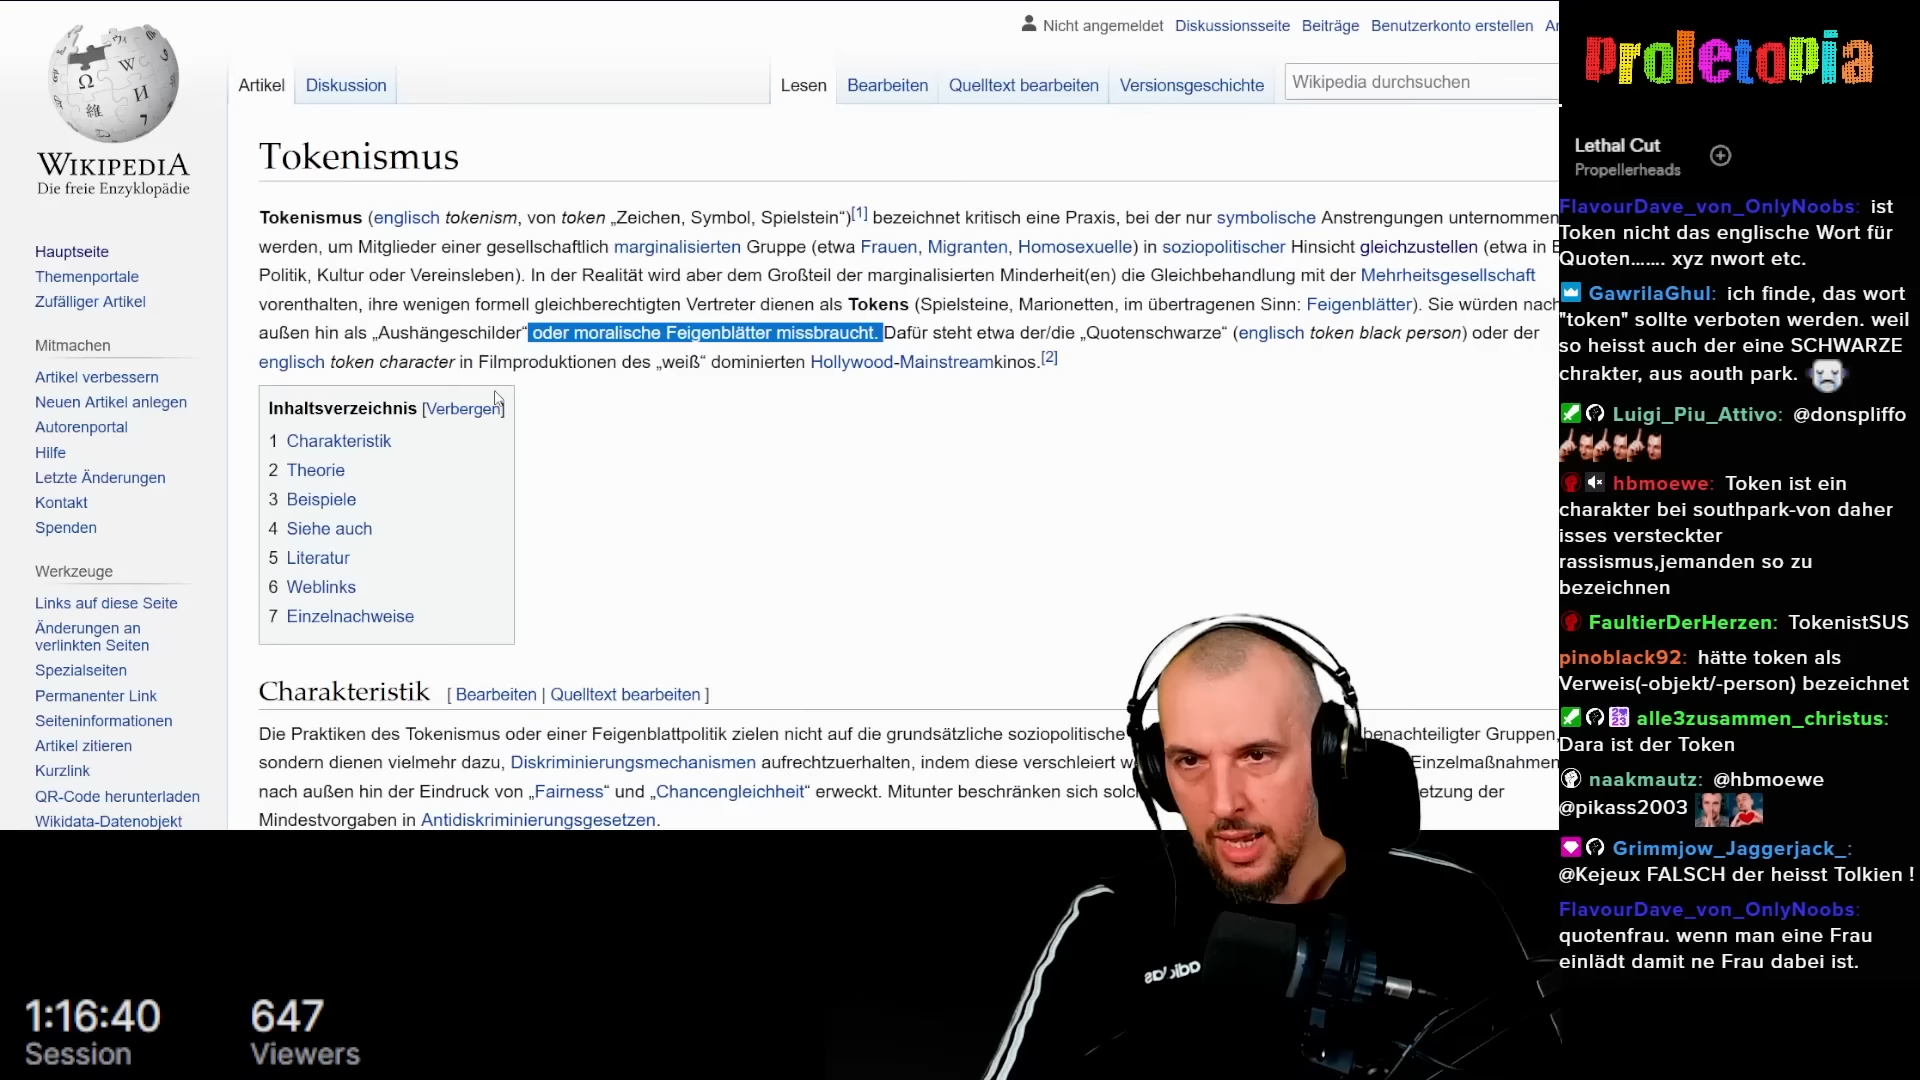 Nicht angemeldet Diskussionsseite Beiträge Benutzerkonto erstellen
WIKIPEDIA
Die freie Enzyklopädie
Artikel Diskussion Lesen Bearbeiten Quelltext bearbeiten Versionsgeschichte Wikipedia durchsuchen
Tokenismus
Tokenismus (englisch tokenism, von token „Zeichen, Symbol, Spielstein“)[1] bezeichnet kritisch eine Praxis, bei der nur symbolische Anstrengungen unternommen
werden, um Mitglieder einer gesellschaftlich marginalisierten Gruppe (etwa Frauen, Migranten, Homosexuelle) in soziopolitischer Hinsicht gleichzustellen (etwa in
Politik, Kultur oder Vereinsleben). In der Realität wird aber dem Großteil der marginalisierten Minderheit(en) die Gleichbehandlung mit der Mehrheitsgesellschaft
vorenthalten, ihre wenigen formell gleichberechtigten Vertreter dienen als Tokens (Spielsteine, Marionetten, im übertragenen Sinn: Feigenblätter). Sie würden nach
außen hin als „Aushängeschilder“ oder moralische Feigenblätter missbraucht. Dafür steht etwa der/die „Quotenschwarze“ (englisch token black person) oder der
englisch token character in Filmproduktionen des „weiß“ dominierten Hollywood-Mainstreamkinos.[2]
Inhaltsverzeichnis [Verbergen]
1 Charakteristik
2 Theorie
3 Beispiele
4 Siehe auch
5 Literatur
6 Weblinks
7 Einzelnachweise
Charakteristik [ Bearbeiten | Quelltext bearbeiten ]
Die Praktiken des Tokenismus oder einer Feigenblattpolitik zielen nicht auf die grundsätzliche soziopolitische benachteiligter Gruppen,
sondern dienen vielmehr dazu, Diskriminierungsmechanismen aufrechtzuerhalten, indem diese verschleiert Einzelmaßnahmen
nach außen hin der Eindruck von „Fairness“ und „Chancengleichheit“ erweckt. Mitunter beschränken sich etzung der
Mindestvorgaben in Antidiskriminierungsgesetzen.
Hauptseite
Themenportale
Zufälliger Artikel
Mitmachen
Artikel verbessern
Neuen Artikel anlegen
Autorenportal
Hilfe
Letzte Änderungen
Kontakt
Spenden
Werkzeuge
Links auf diese Seite
Änderungen an
verlinkten Seiten
Spezialseiten
Permanenter Link
Seiteninformationen
Artikel zitieren
Kurzlink
QR-Code herunterladen
Wikidata-Datenobjekt
1:16:40 647
Session Viewers
adidas
Proletopia
Lethal Cut
Propellerheads
FlavourDave_von_OnlyNoobs: ist
Token nicht das englische Wort für
Quoten....... xyz nwort etc.
GawrilaGhul: ich finde, das wort
"token" sollte verboten werden. weil
so heisst auch der eine SCHWARZE
chrakter, aus aouth park.
Luigi_Piu_Attivo: @donspliffo
hbmoewe: Token ist ein
charakter bei southpark-von daher
isses versteckter
rassismus,jemanden so zu
bezeichnen
FaultierDerHerzen: TokenistSUS
pinoblack92: hätte token als
Verweis(-objekt/-person) bezeichnet
alle3zusammen_christus:
Dara ist der Token
naakmautz: @hbmoewe
@pikass2003
Grimmjow_Jaggerjack_:
@Kejeux FALSCH der heisst Tolkien !
FlavourDave_von_OnlyNoobs:
quotenfrau. wenn man eine Frau
einlädt damit ne Frau dabei ist.